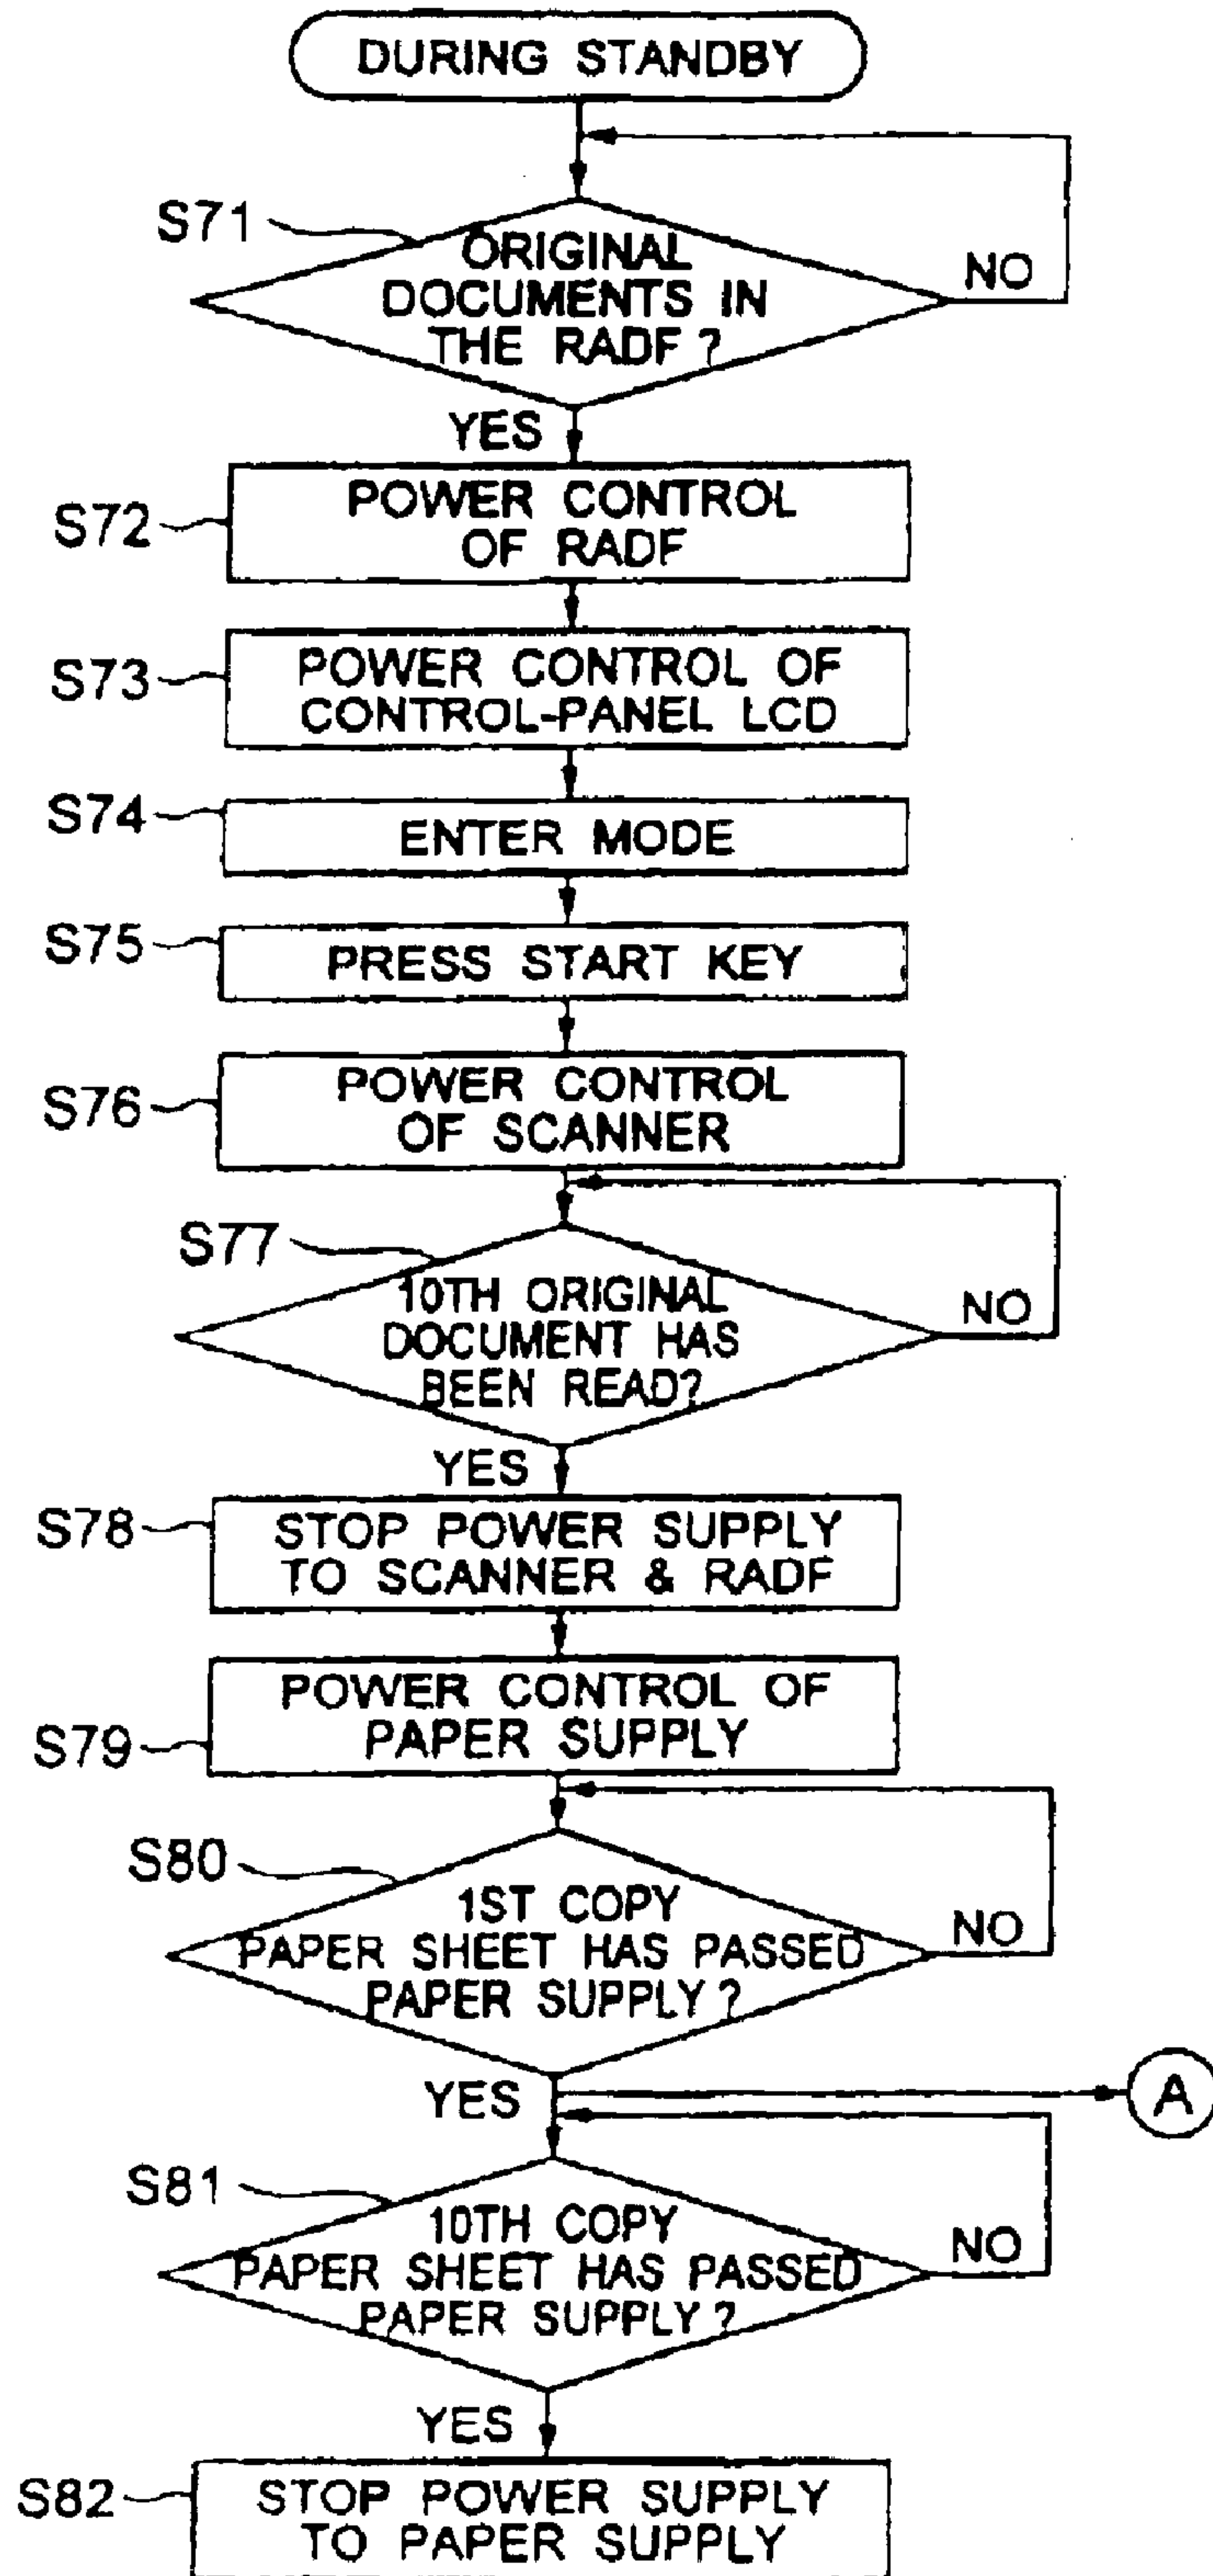 DURING STANDBY
S71
ORIGINAL
DOCUMENTS IN
THE RADF?
NO
YES
S72
POWER CONTROL
OF RADF
S73
POWER CONTROL OF
CONTROL-PANEL LCD
S74
ENTER MODE
S75
PRESS START KEY
S76
POWER CONTROL
OF SCANNER
S77
10TH ORIGINAL
DOCUMENT HAS
BEEN READ?
NO
YES
S78
STOP POWER SUPPLY
TO SCANNER & RADF
S79
POWER CONTROL OF
PAPER SUPPLY
S80
1ST COPY
PAPER SHEET HAS PASSED
PAPER SUPPLY?
NO
YES
A
S81
10TH COPY
PAPER SHEET HAS PASSED
PAPER SUPPLY?
NO
YES
S82
STOP POWER SUPPLY
TO PAPER SUPPLY